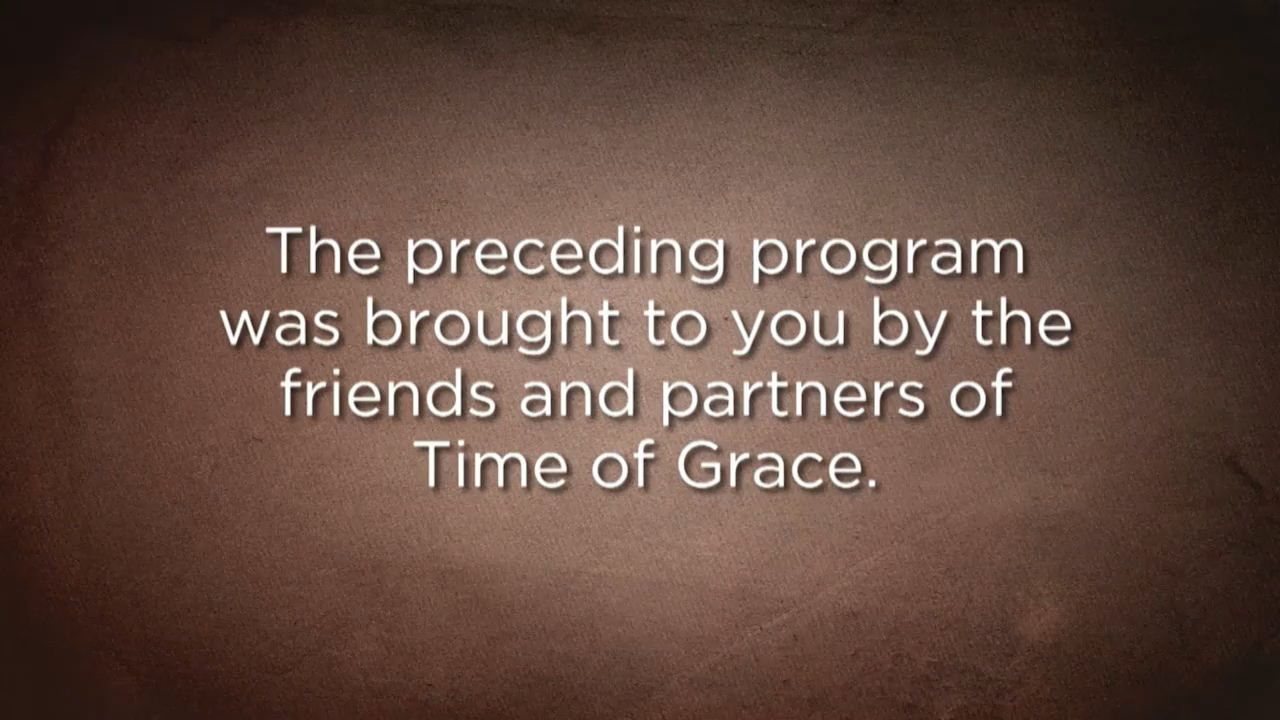 The preceding program
was brought to you by the
friends and partners of
Time of Grace.